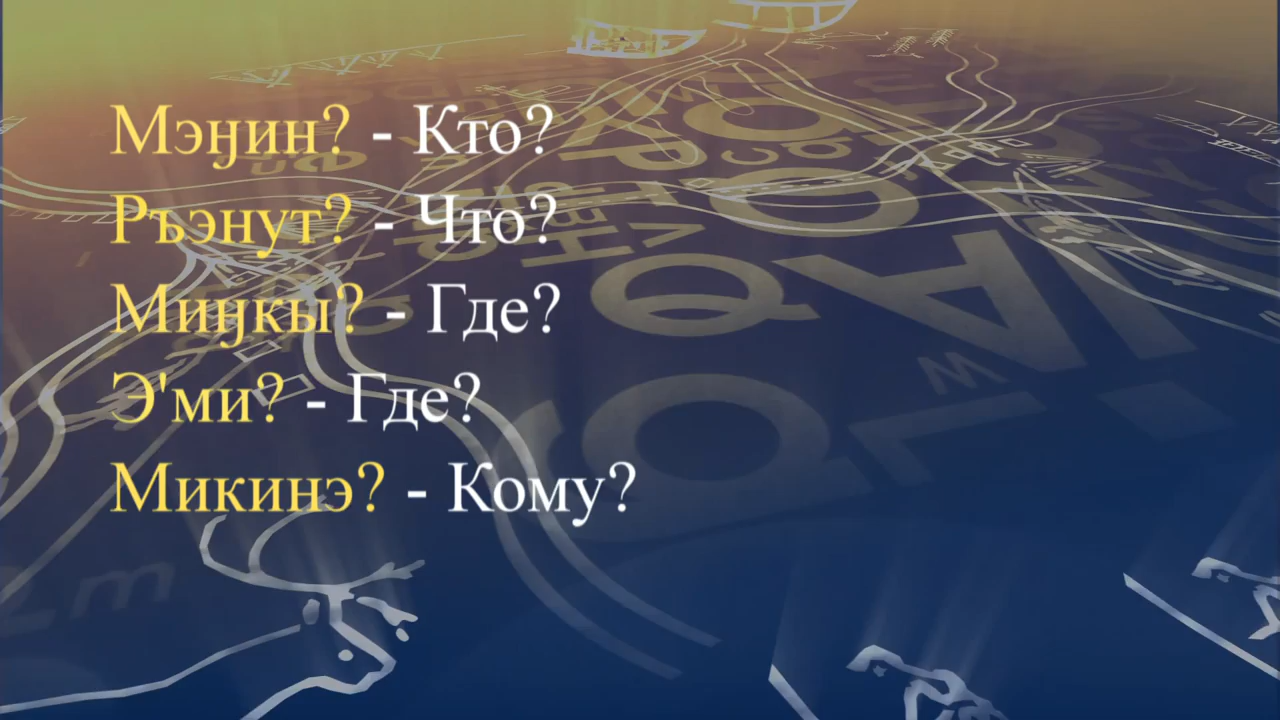 Мэӈин? - Кто?
Ръэнут? - Что?
Миӈкы? - Где?
Э'ми? - Где?
Микинэ? - Кому?